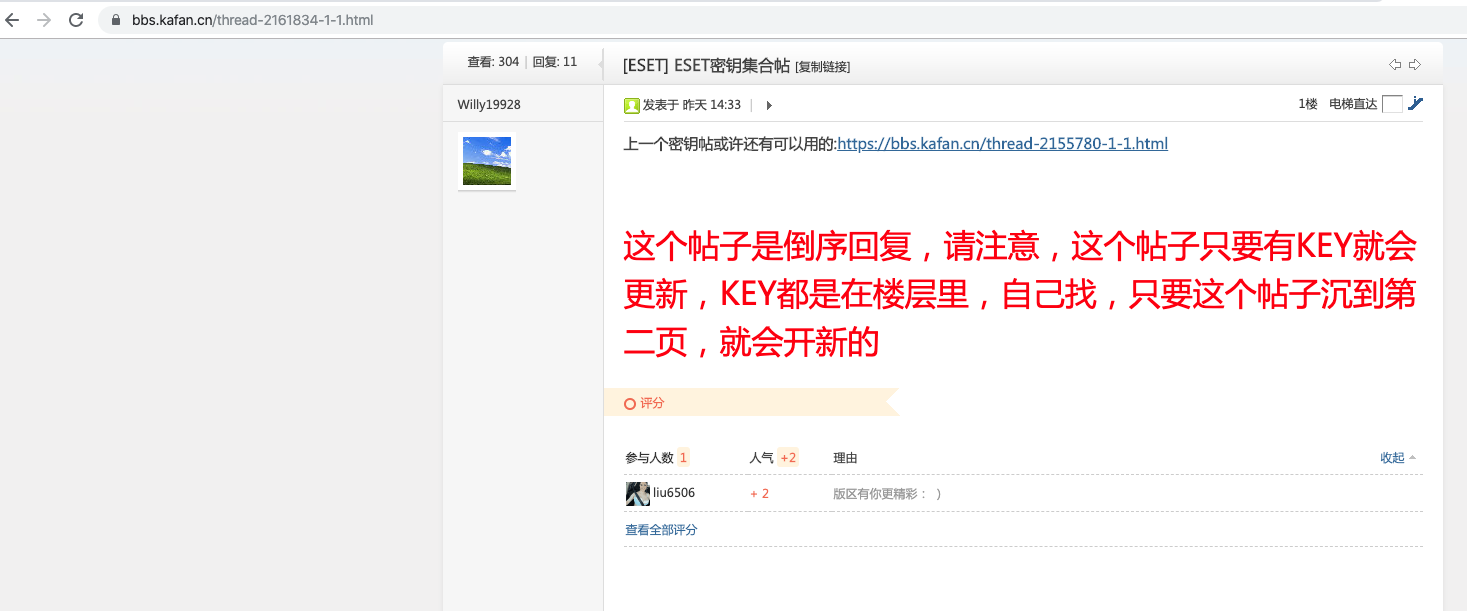 bbs.kafan.cn/thread-2161834-1-1.html
查看: 304 | 回复: 11
[ESET] ESET密钥集合帖 [复制链接]
Willy19928
发表于 昨天 14:33 |
1楼 电梯直达
上一个密钥帖或许还有可以用的:https://bbs.kafan.cn/thread-2155780-1-1.html
这个帖子是倒序回复，请注意，这个帖子只要有KEY就会
更新，KEY都是在楼层里，自己找，只要这个帖子沉到第
二页，就会开新的
评分
参与人数 1 人气 +2 理由 收起
liu6506 + 2 版区有你更精彩： )
查看全部评分